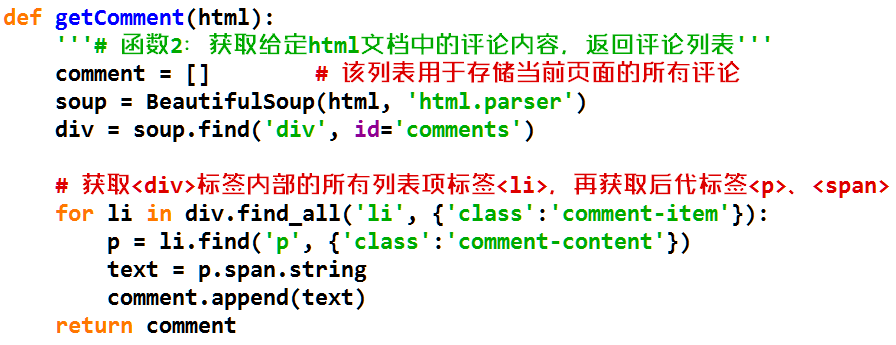 def getComment(html):
    '''# 函数2: 获取给定html文档中的评论内容，返回评论列表'''
    comment = []        # 该列表用于存储当前页面的所有评论
    soup = BeautifulSoup(html, 'html.parser')
    div = soup.find('div', id='comments')

    # 获取<div>标签内部的所有列表项标签<li>，再获取后代标签<p>、<span>
    for li in div.find_all('li', {'class':'comment-item'}):
        p = li.find('p', {'class':'comment-content'})
        text = p.span.string
        comment.append(text)
    return comment